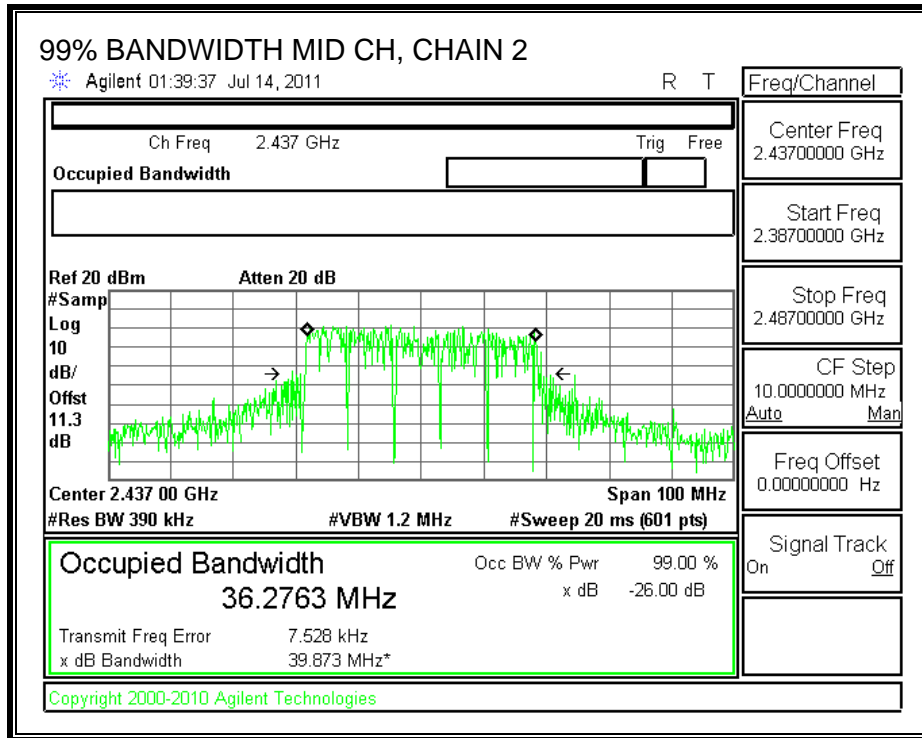 99% BANDWIDTH MID CH, CHAIN 2
Agilent 01:39:37 Jul 14, 2011 R T
Freq/Channel
Ch Freq 2.437 GHz Trig Free
Occupied Bandwidth
Center Freq
2.43700000 GHz
Start Freq
2.38700000 GHz
Stop Freq
2.48700000 GHz
CF Step
10.0000000 MHz
Auto Man
Freq Offset
0.00000000 Hz
Signal Track
On Off
Ref 20 dBm Atten 20 dB
#Samp
Log
10
dB/
Offst
11.3
dB
Center 2.437 00 GHz Span 100 MHz
#Res BW 390 kHz #VBW 1.2 MHz #Sweep 20 ms (601 pts)
Occupied Bandwidth
36.2763 MHz
Occ BW % Pwr 99.00 %
x dB -26.00 dB
Transmit Freq Error 7.528 kHz
x dB Bandwidth 39.873 MHz*
Copyright 2000-2010 Agilent Technologies